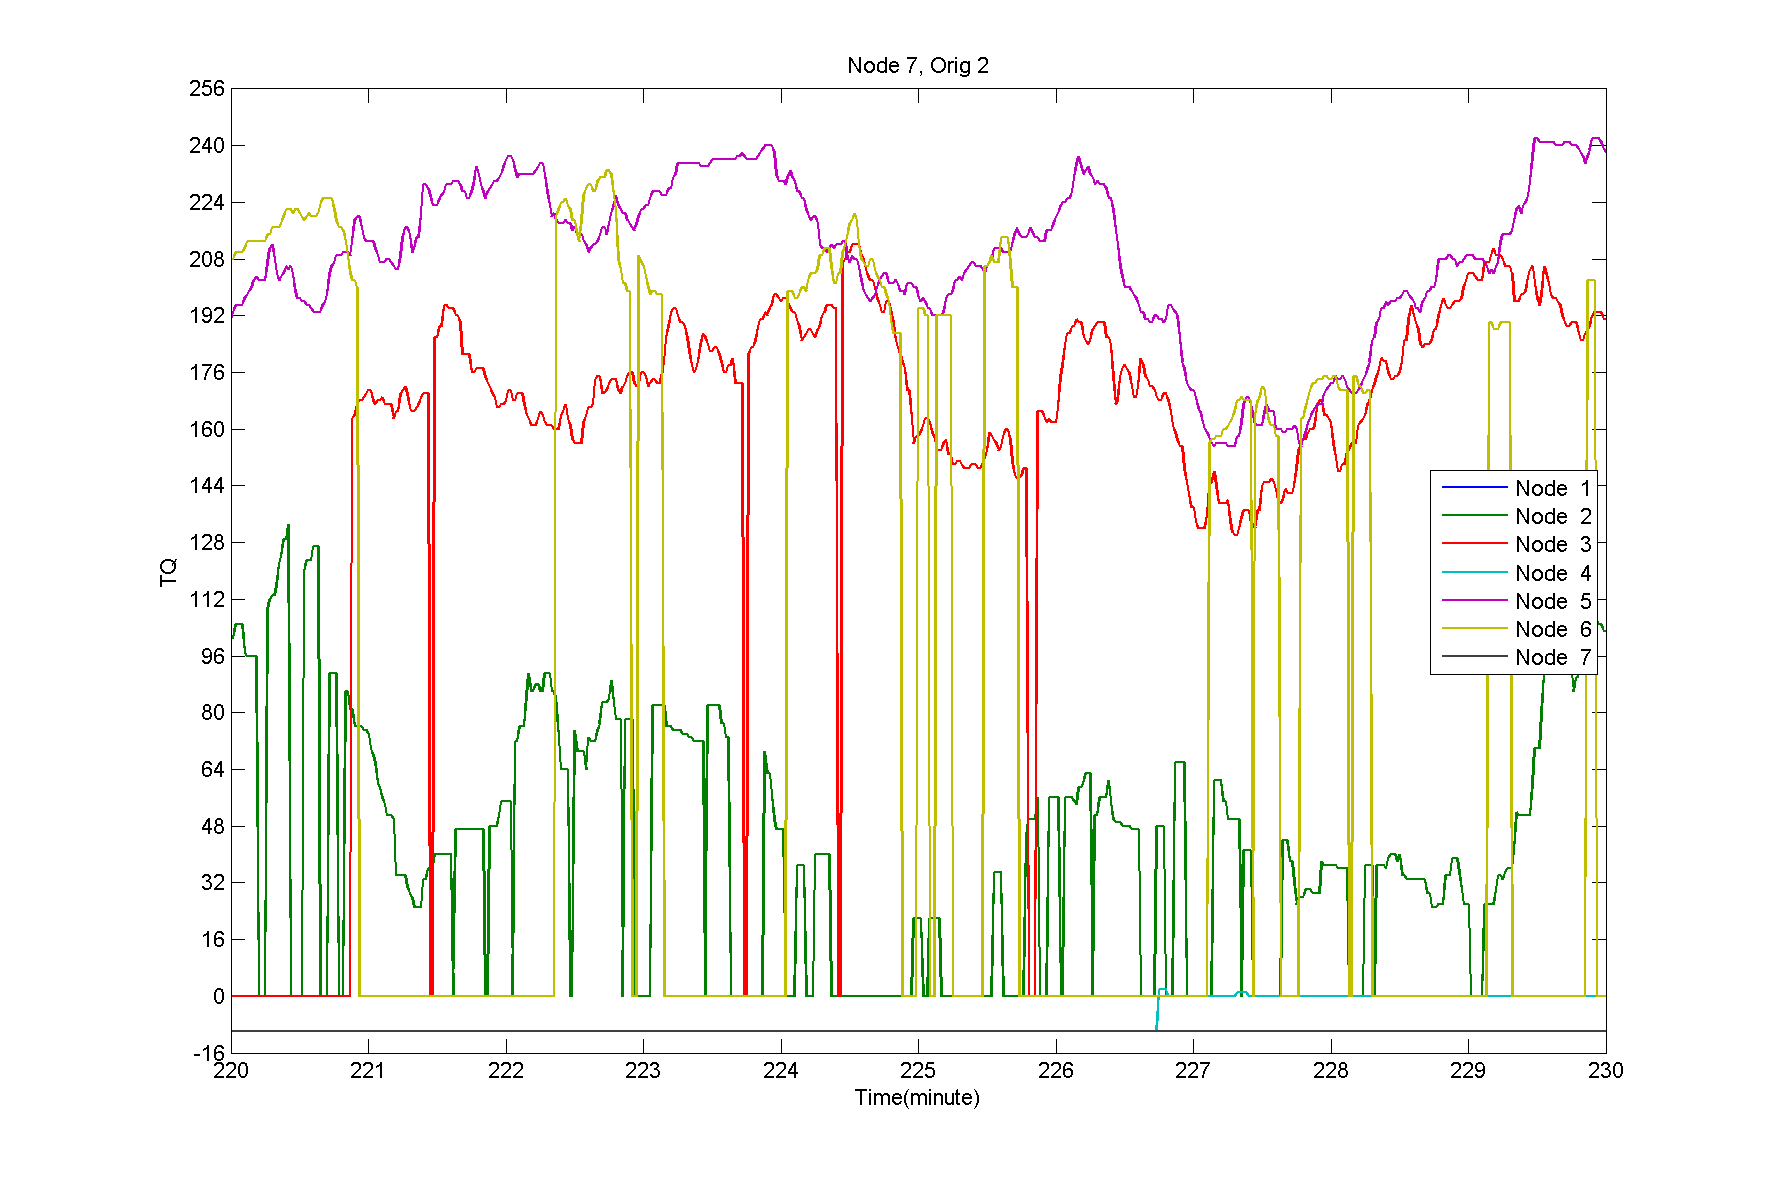 Node 7, Orig 2
256
240
224
208
192
176
160
144
128
112
96
80
64
48
32
16
0
-16
TQ
Node 1
Node 2
Node 3
Node 4
Node 5
Node 6
Node 7
220 221 222 223 224 225 226 227 228 229 230
Time(minute)